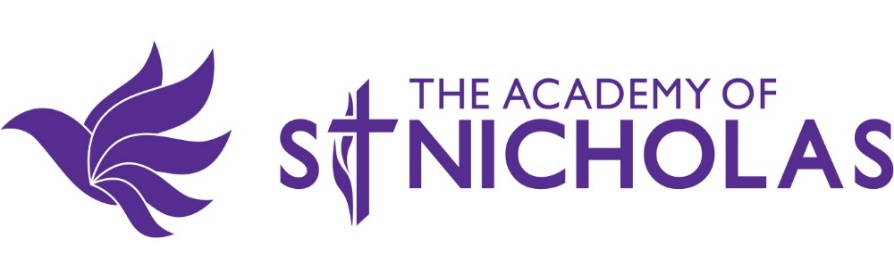 THE ACADEMY OF
ST NICHOLAS